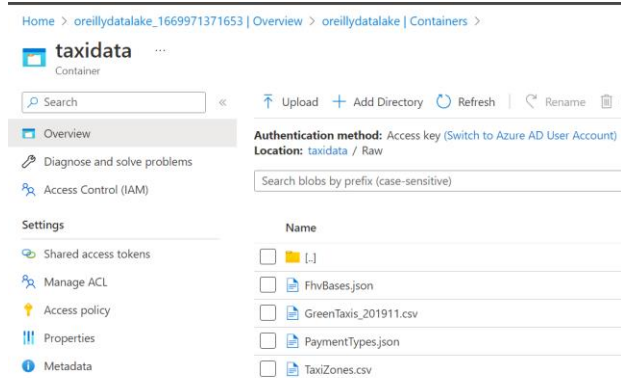 Home > oreillydatalake_1669971371653 | Overview > oreillydatalake | Containers >
taxidata ...
Container
Search
«
Overview
Diagnose and solve problems
Access Control (IAM)
Settings
Shared access tokens
Manage ACL
Access policy
Properties
Metadata
Upload Add Directory Refresh Rename
Authentication method: Access key (Switch to Azure AD User Account)
Location: taxidata / Raw
Search blobs by prefix (case-sensitive)
Name
[..]
FhvBases.json
GreenTaxis_201911.csv
PaymentTypes.json
TaxiZones.csv